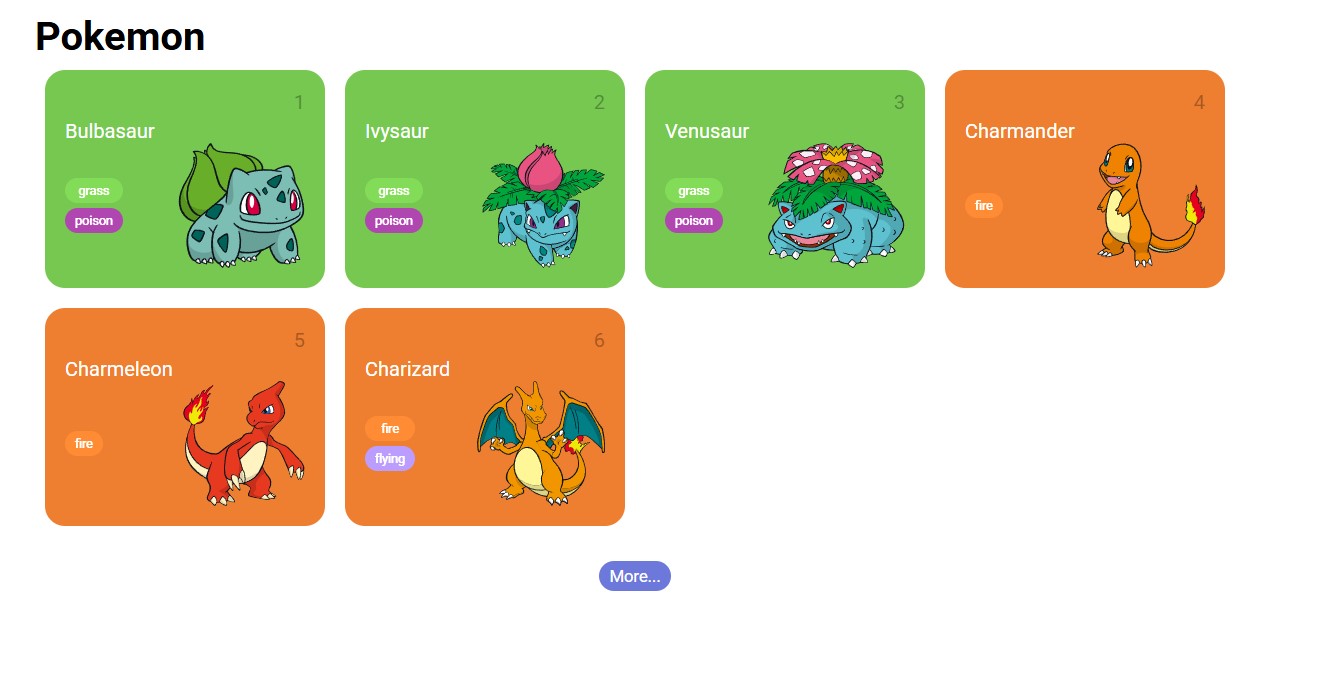 Pokemon
1
Bulbasaur
grass
poison
2
Ivysaur
grass
poison
3
Venusaur
grass
poison
4
Charmander
fire
5
Charmeleon
fire
6
Charizard
fire
flying
More...